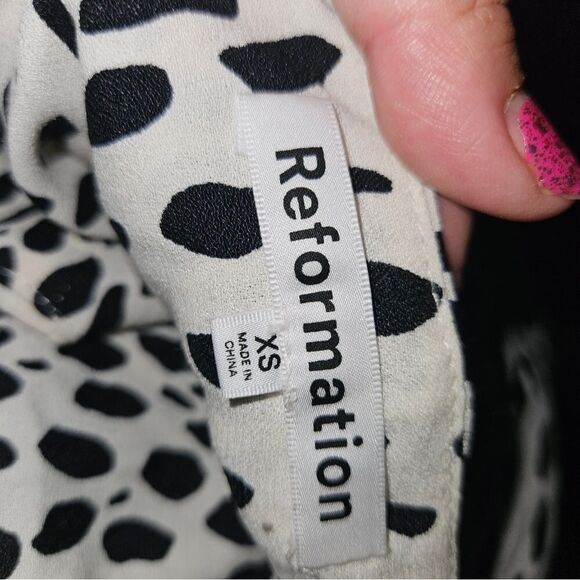 Reformation
XS
MADE IN
CHINA